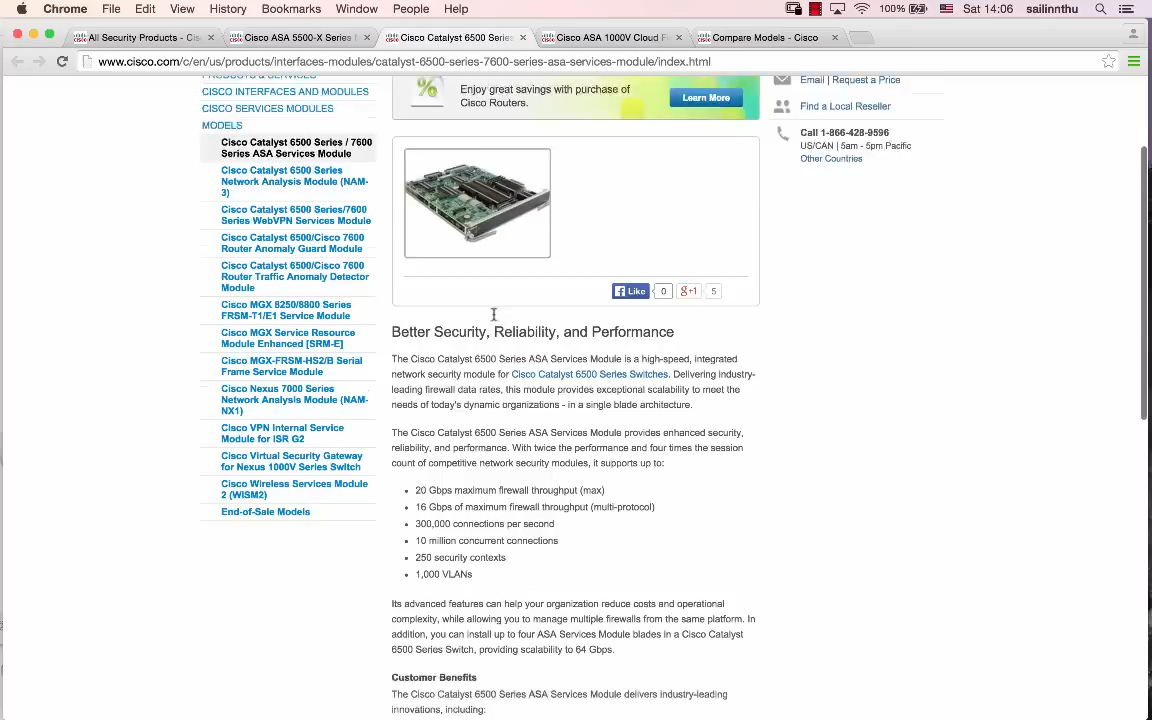 Chrome File Edit View History Bookmarks Window People Help 100% Sat 14:06 sailinnthu
All Security Products - Cis
Cisco ASA 5500-X Series
Cisco Catalyst 6500 Series
Cisco ASA 1000V Cloud F
Compare Models - Cisco
www.cisco.com/c/en/us/products/interfaces-modules/catalyst-6500-series-7600-series-asa-services-module/index.html
PRODUCTS & SERVICES
CISCO INTERFACES AND MODULES
CISCO SERVICES MODULES
MODELS
Cisco Catalyst 6500 Series / 7600
Series ASA Services Module
Cisco Catalyst 6500 Series
Network Analysis Module (NAM-
3)
Cisco Catalyst 6500 Series/7600
Series WebVPN Services Module
Cisco Catalyst 6500/Cisco 7600
Router Anomaly Guard Module
Cisco Catalyst 6500/Cisco 7600
Router Traffic Anomaly Detector
Module
Cisco MGX 8250/8800 Series
FRSM-T1/E1 Service Module
Cisco MGX Service Resource
Module Enhanced [SRM-E]
Cisco MGX-FRSM-HS2/B Serial
Frame Service Module
Cisco Nexus 7000 Series
Network Analysis Module (NAM-
NX1)
Cisco VPN Internal Service
Module for ISR G2
Cisco Virtual Security Gateway
for Nexus 1000V Series Switch
Cisco Wireless Services Module
2 (WiSM2)
End-of-Sale Models
%
Enjoy great savings with purchase of
Cisco Routers.
Learn More
Like 0 g+1 5
Better Security, Reliability, and Performance
The Cisco Catalyst 6500 Series ASA Services Module is a high-speed, integrated
network security module for Cisco Catalyst 6500 Series Switches. Delivering industry-
leading firewall data rates, this module provides exceptional scalability to meet the
needs of today's dynamic organizations - in a single blade architecture.
The Cisco Catalyst 6500 Series ASA Services Module provides enhanced security,
reliability, and performance. With twice the performance and four times the session
count of competitive network security modules, it supports up to:
• 20 Gbps maximum firewall throughput (max)
• 16 Gbps of maximum firewall throughput (multi-protocol)
• 300,000 connections per second
• 10 million concurrent connections
• 250 security contexts
• 1,000 VLANs
Its advanced features can help your organization reduce costs and operational
complexity, while allowing you to manage multiple firewalls from the same platform. In
addition, you can install up to four ASA Services Module blades in a Cisco Catalyst
6500 Series Switch, providing scalability to 64 Gbps.
Customer Benefits
The Cisco Catalyst 6500 Series ASA Services Module delivers industry-leading
innovations, including:
Email | Request a Price
Find a Local Reseller
Call 1-866-428-9596
US/CAN | 5am - 5pm Pacific
Other Countries